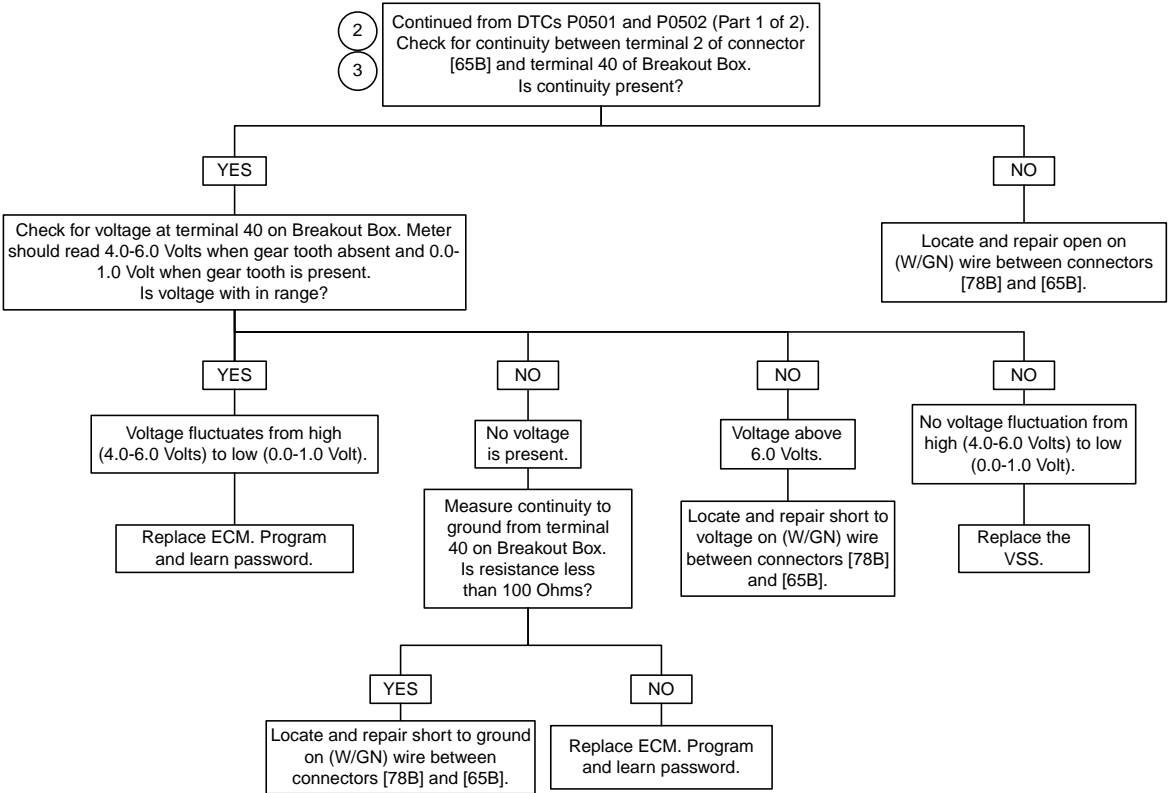 2
3
Continued from DTCs P0501 and P0502 (Part 1 of 2).
Check for continuity between terminal 2 of connector
[65B] and terminal 40 of Breakout Box.
Is continuity present?
YES
NO
Check for voltage at terminal 40 on Breakout Box. Meter
should read 4.0-6.0 Volts when gear tooth absent and 0.0-
1.0 Volt when gear tooth is present.
Is voltage with in range?
Locate and repair open on
(W/GN) wire between connectors
[78B] and [65B].
YES
NO
NO
NO
Voltage fluctuates from high
(4.0-6.0 Volts) to low (0.0-1.0 Volt).
No voltage
is present.
Voltage above
6.0 Volts.
No voltage fluctuation from
high (4.0-6.0 Volts) to low
(0.0-1.0 Volt).
Replace ECM. Program
and learn password.
Measure continuity to
ground from terminal
40 on Breakout Box.
Is resistance less
than 100 Ohms?
Locate and repair short to
voltage on (W/GN) wire
between connectors [78B]
and [65B].
Replace the
VSS.
YES
NO
Locate and repair short to ground
on (W/GN) wire between
connectors [78B] and [65B].
Replace ECM. Program
and learn password.